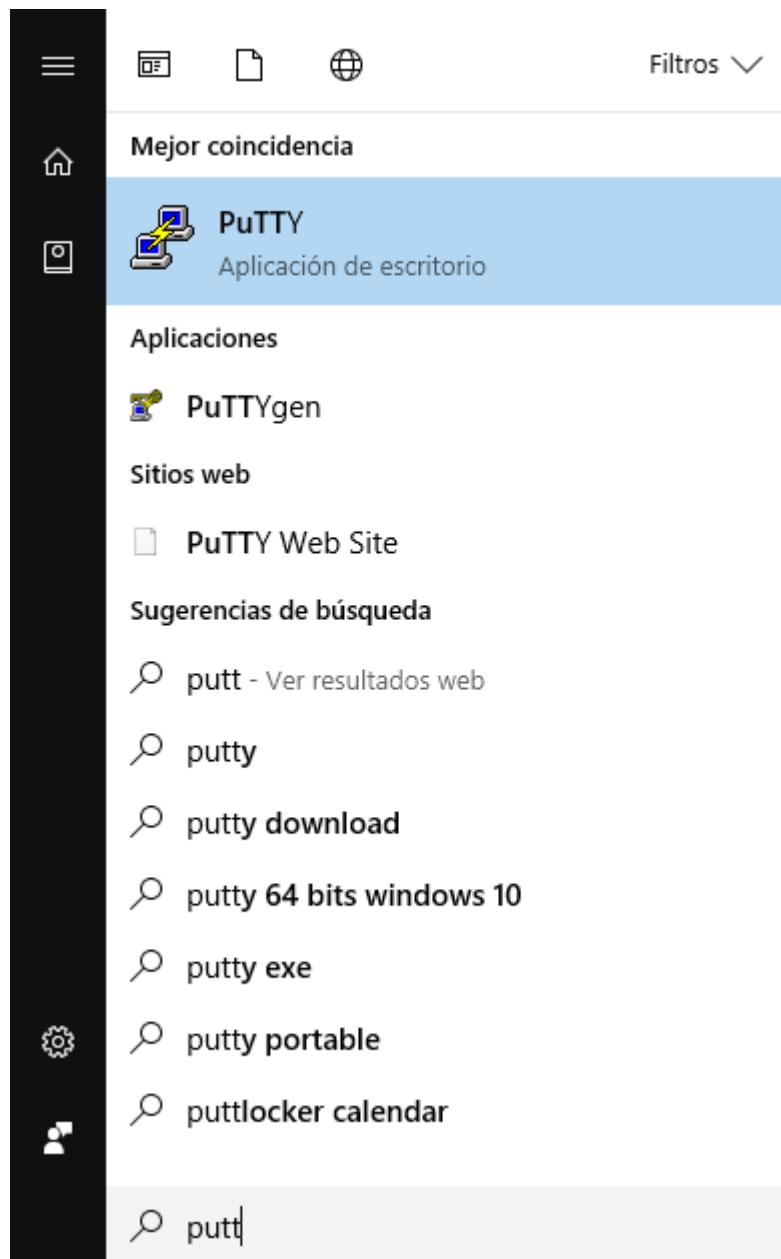 Filtros
Mejor coincidencia
PuTTY
Aplicación de escritorio
Aplicaciones
PuTTYgen
Sitios web
PuTTY Web Site
Sugerencias de búsqueda
putt - Ver resultados web
putty
putty download
putty 64 bits windows 10
putty exe
putty portable
puttlocker calendar
putt